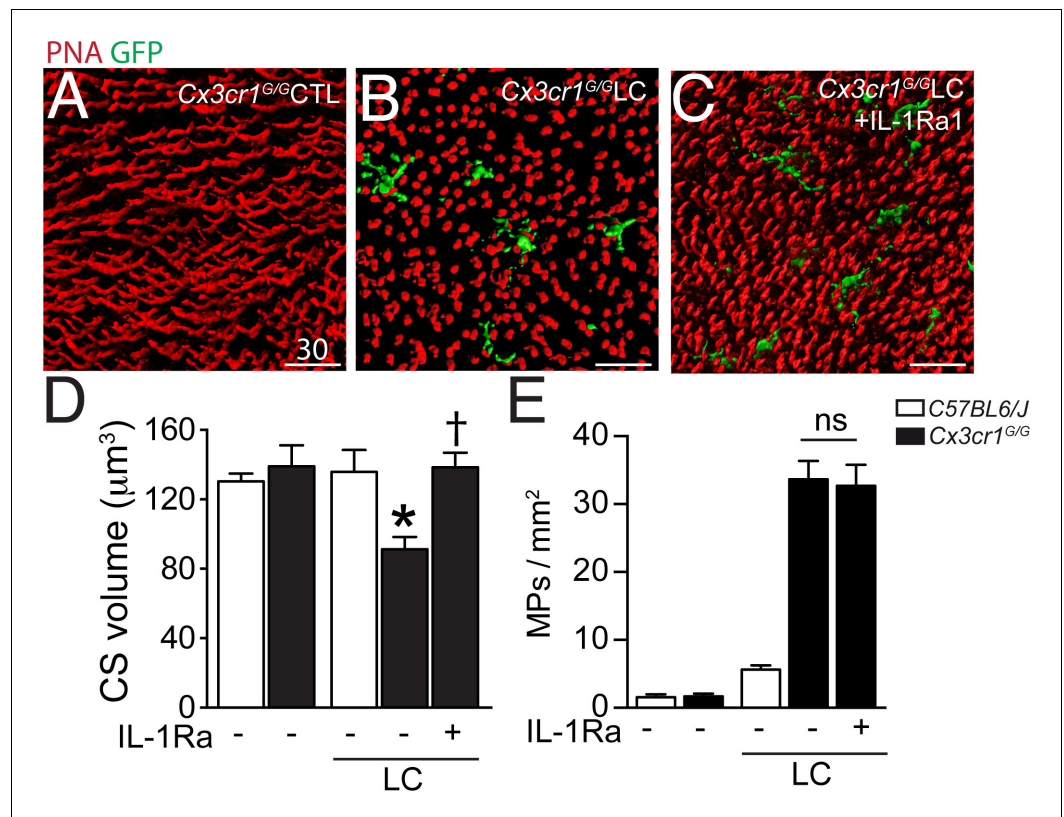 PNA GFP
A
Cx3cr1G/GCTL
30
B
Cx3cr1G/GLC
C
Cx3cr1G/GLC
+IL-1Ra1
D
CS volume (μm3)
160
120
80
40
0
*
†
IL-1Ra - - - - +
LC
E
C57BL6/J
Cx3cr1G/G
MPs / mm2
40
30
20
10
0
ns
IL-1Ra - - - - +
LC